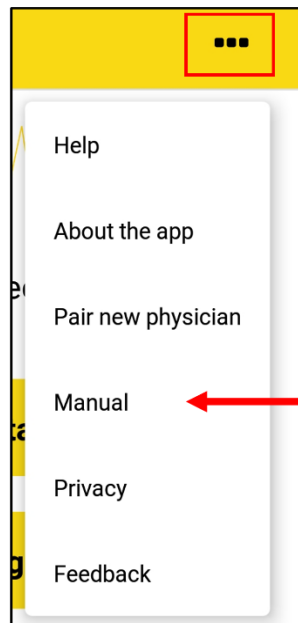 Help
About the app
Pair new physician
Manual
Privacy
Feedback